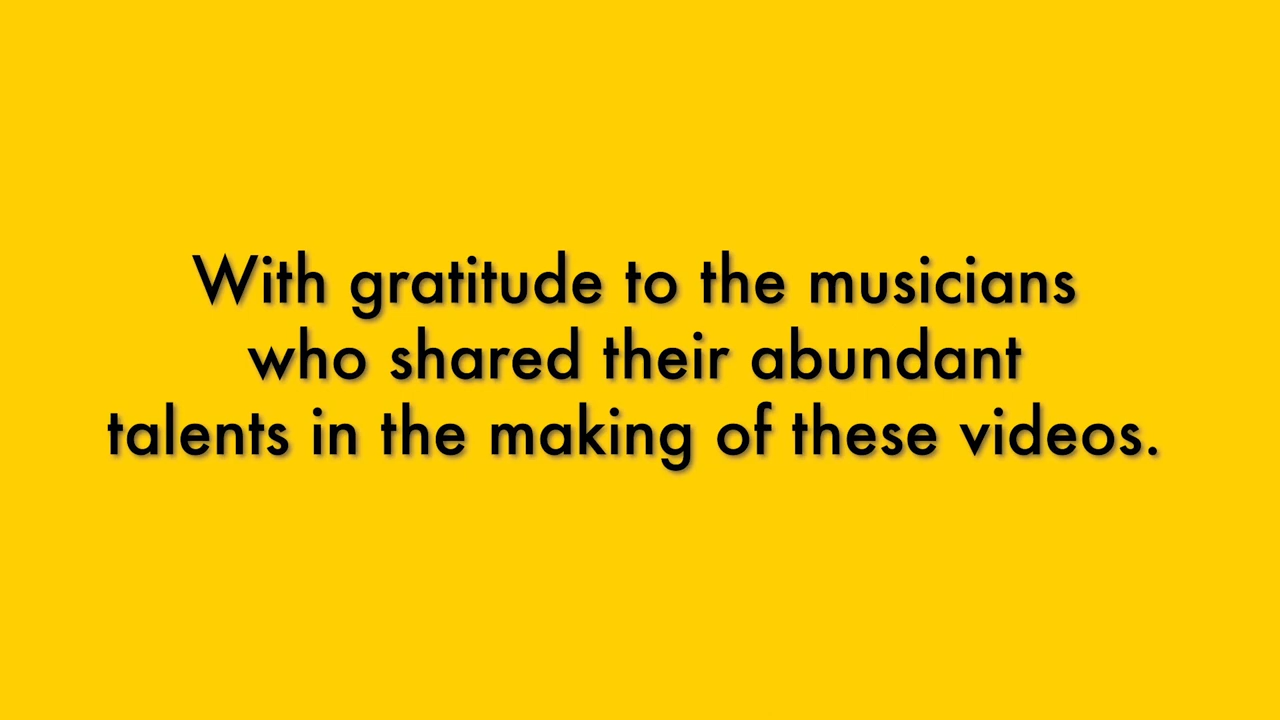 With gratitude to the musicians
who shared their abundant
talents in the making of these videos.